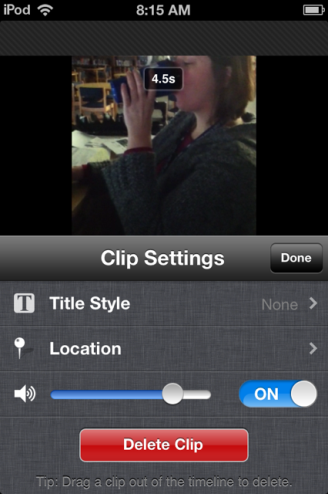 iPod 8:15 AM
4.5s
Clip Settings Done
T Title Style None
Location
ON
Delete Clip
Tip: Drag a clip out of the timeline to delete.